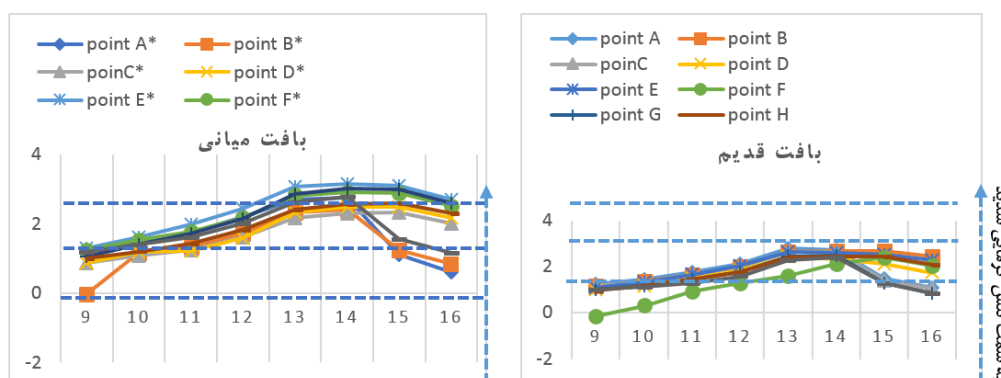 point A* point B*
poinC* point D*
point E* point F*
بافت میانی
4
2
0
-2
9 10 11 12 13 14 15 16
point A point B
poinC point D
point E point F
point G point H
بافت قدیم
4
2
0
-2
9 10 11 12 13 14 15 16